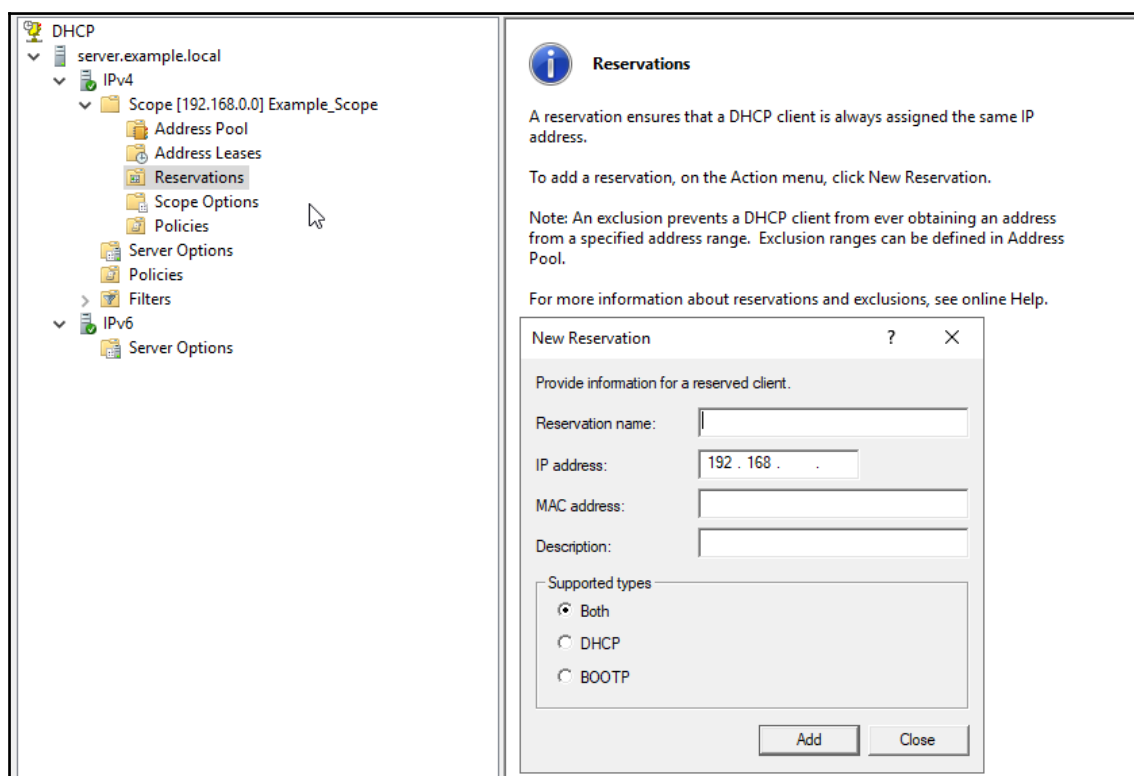 DHCP
server.example.local
IPv4
Scope [192.168.0.0] Example_Scope
Address Pool
Address Leases
Reservations
Scope Options
Policies
Server Options
Policies
Filters
IPv6
Server Options
Reservations
A reservation ensures that a DHCP client is always assigned the same IP
address.
To add a reservation, on the Action menu, click New Reservation.
Note: An exclusion prevents a DHCP client from ever obtaining an address
from a specified address range. Exclusion ranges can be defined in Address
Pool.
For more information about reservations and exclusions, see online Help.
New Reservation ?
Provide information for a reserved client.
Reservation name:
IP address: 192 . 168 . .
MAC address:
Description:
Supported types
Both
DHCP
BOOTP
Add Close